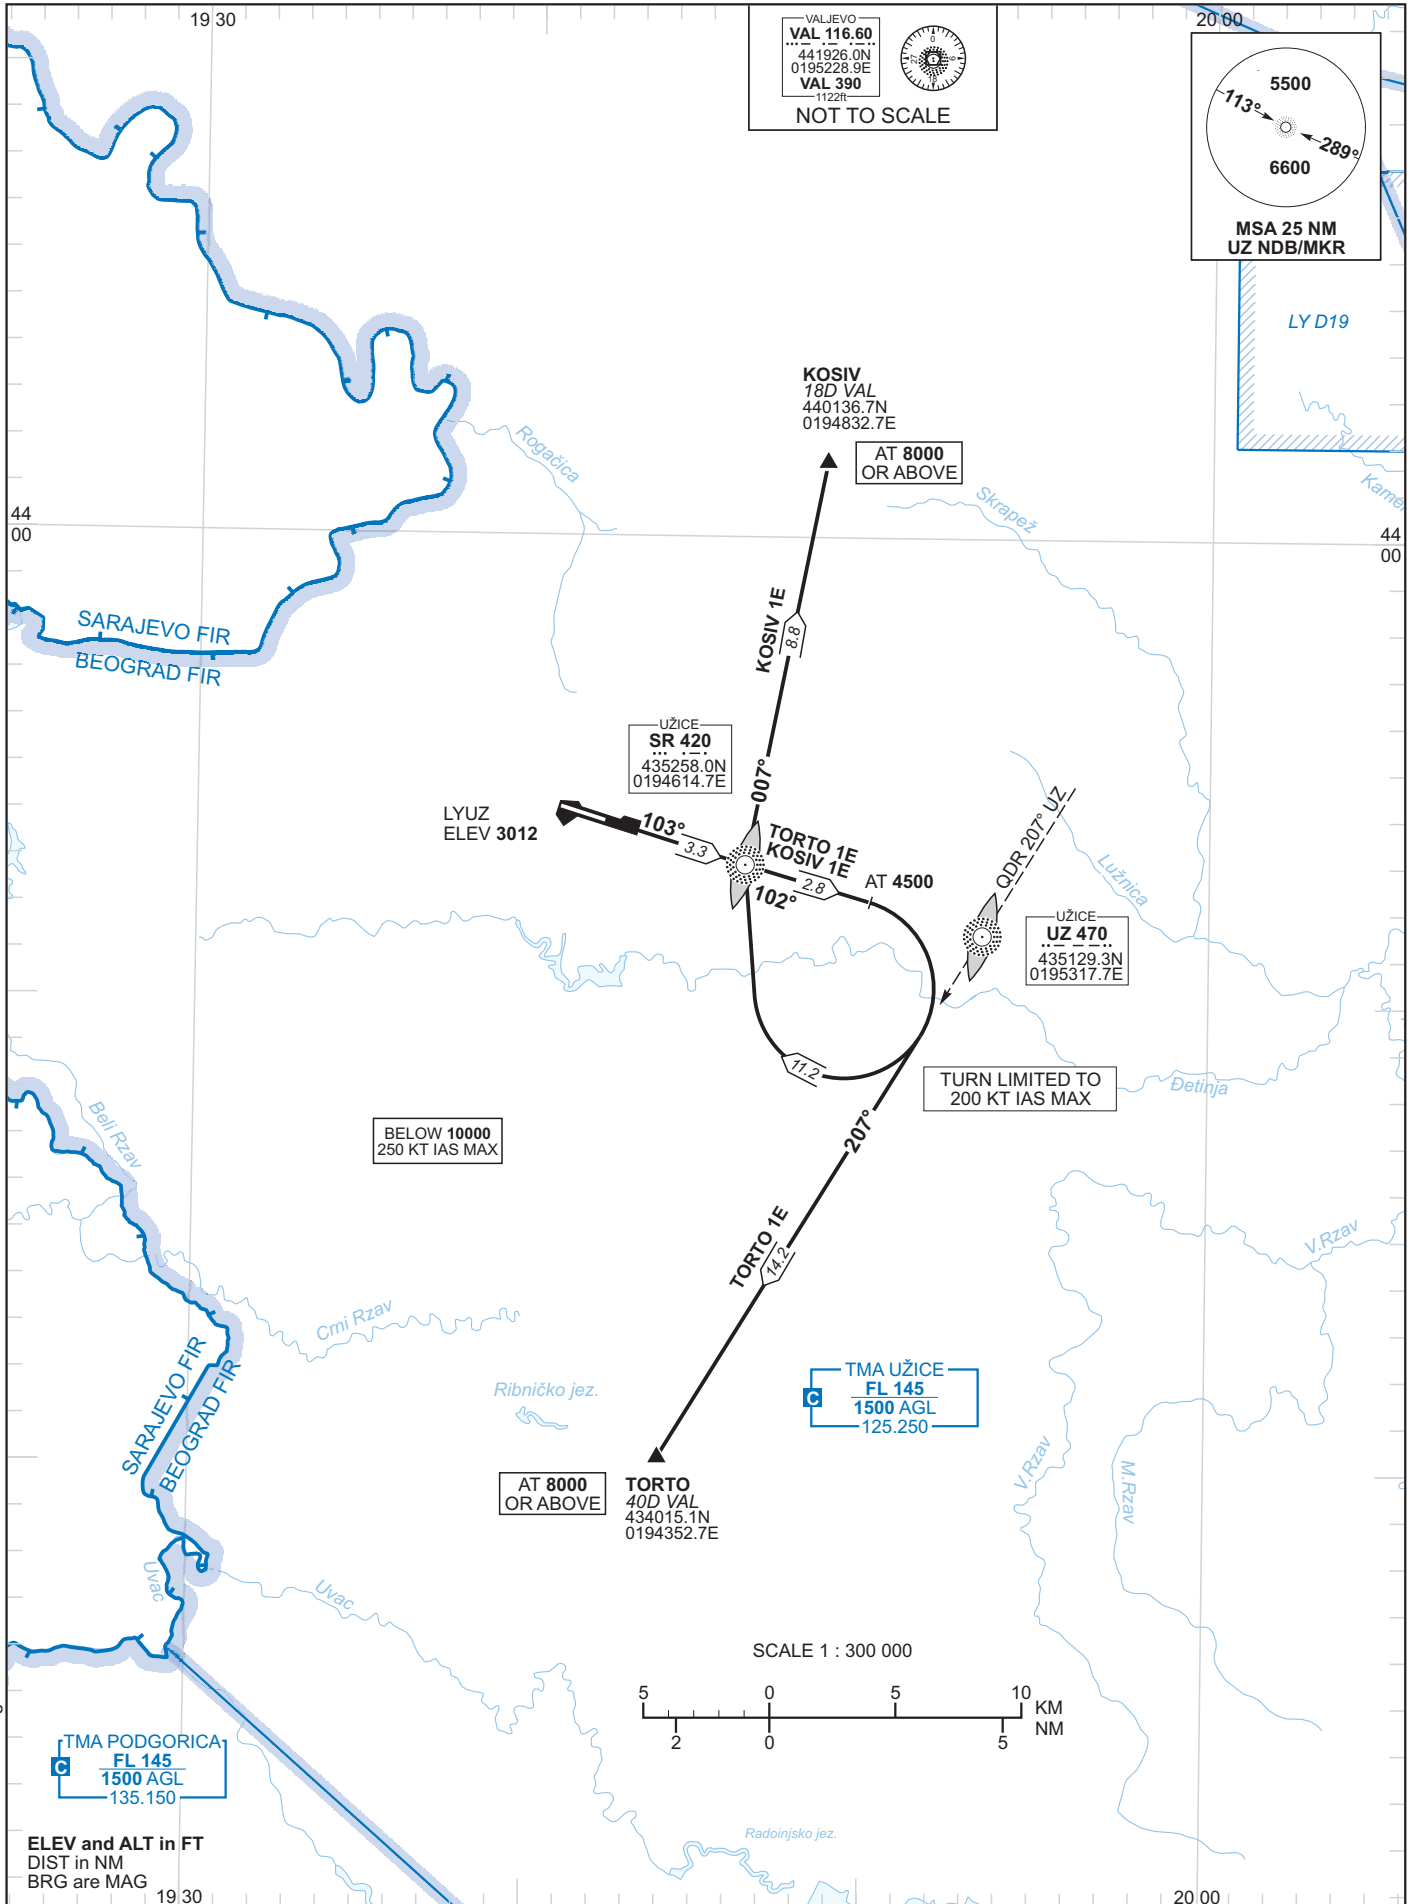 19 30
20 00
VALJEVO
VAL 116.60
441926.0N
0195228.9E
VAL 390
1122ft
0
9
18
27
NOT TO SCALE
5500
113°
289°
6600
MSA 25 NM
UZ NDB/MKR
LY D19
KOSIV
18D VAL
440136.7N
0194832.7E
AT 8000
OR ABOVE
Rogačica
Skrapež
44
00
44
00
SARAJEVO FIR
BEOGRAD FIR
KOSIV 1E
8.8
UŽICE
SR 420
435258.0N
0194614.7E
007°
LYUZ
ELEV 3012
103°
3.3
TORTO 1E
KOSIV 1E
2.8
102°
AT 4500
QDR 207° UZ
Lužnica
UŽICE
UZ 470
435129.3N
0195317.7E
11.2
TURN LIMITED TO
200 KT IAS MAX
Đetinja
Beli Rzav
BELOW 10000
250 KT IAS MAX
207°
TORTO 1E
14.2
V.Rzav
Crni Rzav
SARAJEVO FIR
BEOGRAD FIR
Ribničko jez.
TMA UŽICE
C
FL 145
1500 AGL
125.250
V.Rzav
M.Rzav
AT 8000
OR ABOVE
TORTO
40D VAL
434015.1N
0194352.7E
Uvac
Uvac
SCALE 1 : 300 000
5 0 5 10 KM
2 0 5 NM
TMA PODGORICA
C
FL 145
1500 AGL
135.150
Radoinjsko jez.
ELEV and ALT in FT
DIST in NM
BRG are MAG
19 30
20 00